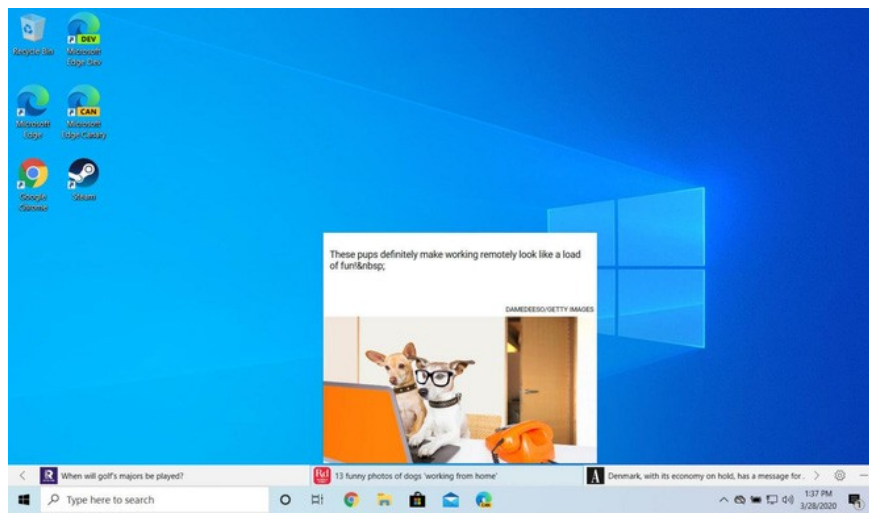 Recycle Bin
Microsoft
Edge Dev
DEV
Microsoft
Edge
CAN
Microsoft
Edge Canary
Google
Chrome
Steam
These pups definitely make working remotely look like a load
of fun!&nbsp;
DAMEDEESO/GETTY IMAGES
R When will golf's majors be played?
Rd 13 funny photos of dogs 'working from home'
A Denmark, with its economy on hold, has a message for .
Type here to search
1:37 PM
3/28/2020
1